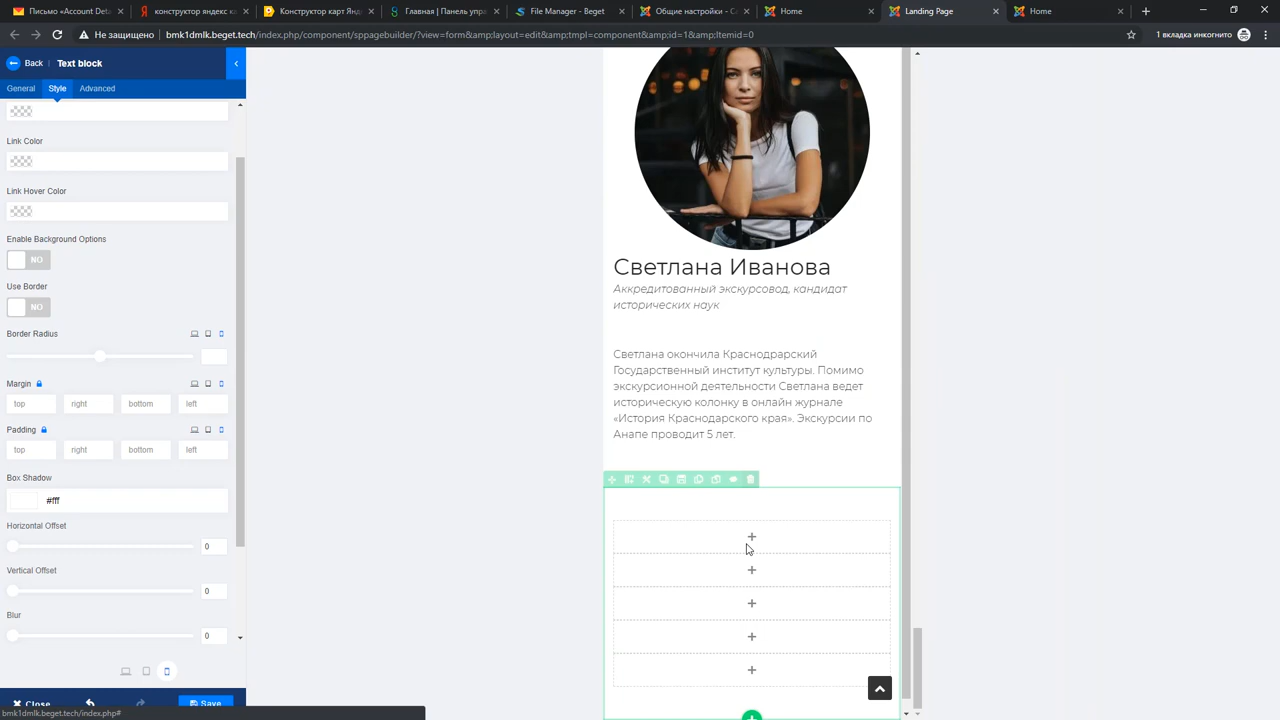 Письмо «Доменные да
конструктор яндекс ка
Конструктор карт Янд
Главная | Панель упра
File Manager - Beget
Общие настройки - Са
Home
Landing Page
Home
Не защищено
bmk1dmlk.beget.tech/index.php/component/sppagebuilder/?view=form&amp;layout=edit&amp;tmpl=component&amp;id=1&amp;Itemid=0
1 вкладка инкогнито
Back
Text block
General
Style
Advanced
Link Color
Link Hover Color
Enable Background Options
NO
Use Border
NO
Border Radius
Margin
top
right
bottom
left
Padding
top
right
bottom
left
Box Shadow
#fff
Horizontal Offset
0
Vertical Offset
0
Blur
0
Close
Save
bmk1dmlk.beget.tech/index.php#
Светлана Иванова
Аккредитованный экскурсовод, кандидат
исторических наук
Светлана окончила Краснодрарский
Государственный институт культуры. Помимо
экскурсионной деятельности Светлана ведет
историческую колонку в онлайн журнале
«История Краснодарского края». Экскурсии по
Анапе проводит 5 лет.